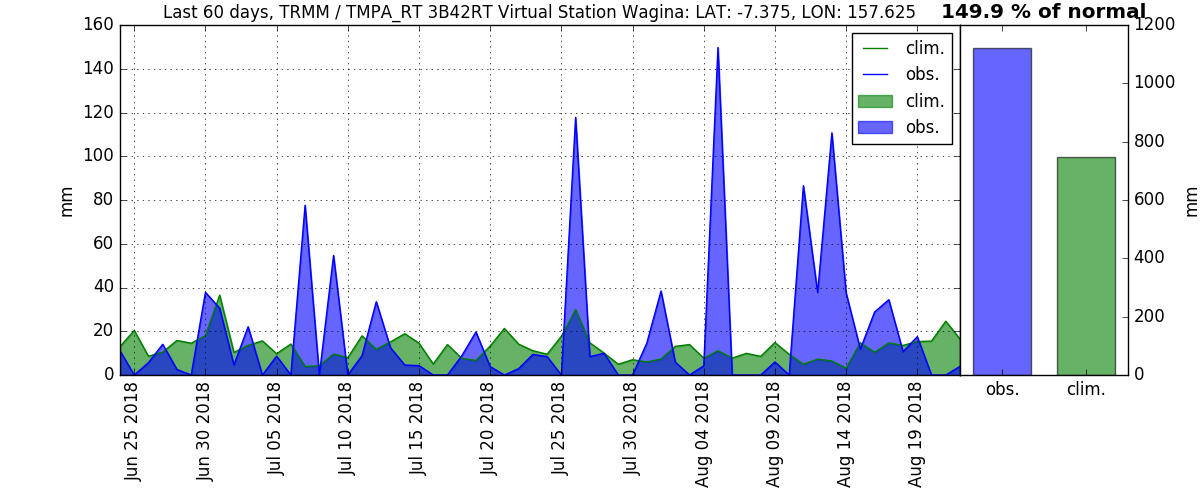 Last 60 days, TRMM / TMPA_RT 3B42RT Virtual Station Wagina: LAT: -7.375, LON: 157.625
149.9 % of normal
160
140
120
100
80
60
40
20
0
mm
clim.
obs.
clim.
obs.
Jun 25 2018
Jun 30 2018
Jul 05 2018
Jul 10 2018
Jul 15 2018
Jul 20 2018
Jul 25 2018
Jul 30 2018
Aug 04 2018
Aug 09 2018
Aug 14 2018
Aug 19 2018
1200
1000
800
600
400
200
0
mm
obs.
clim.